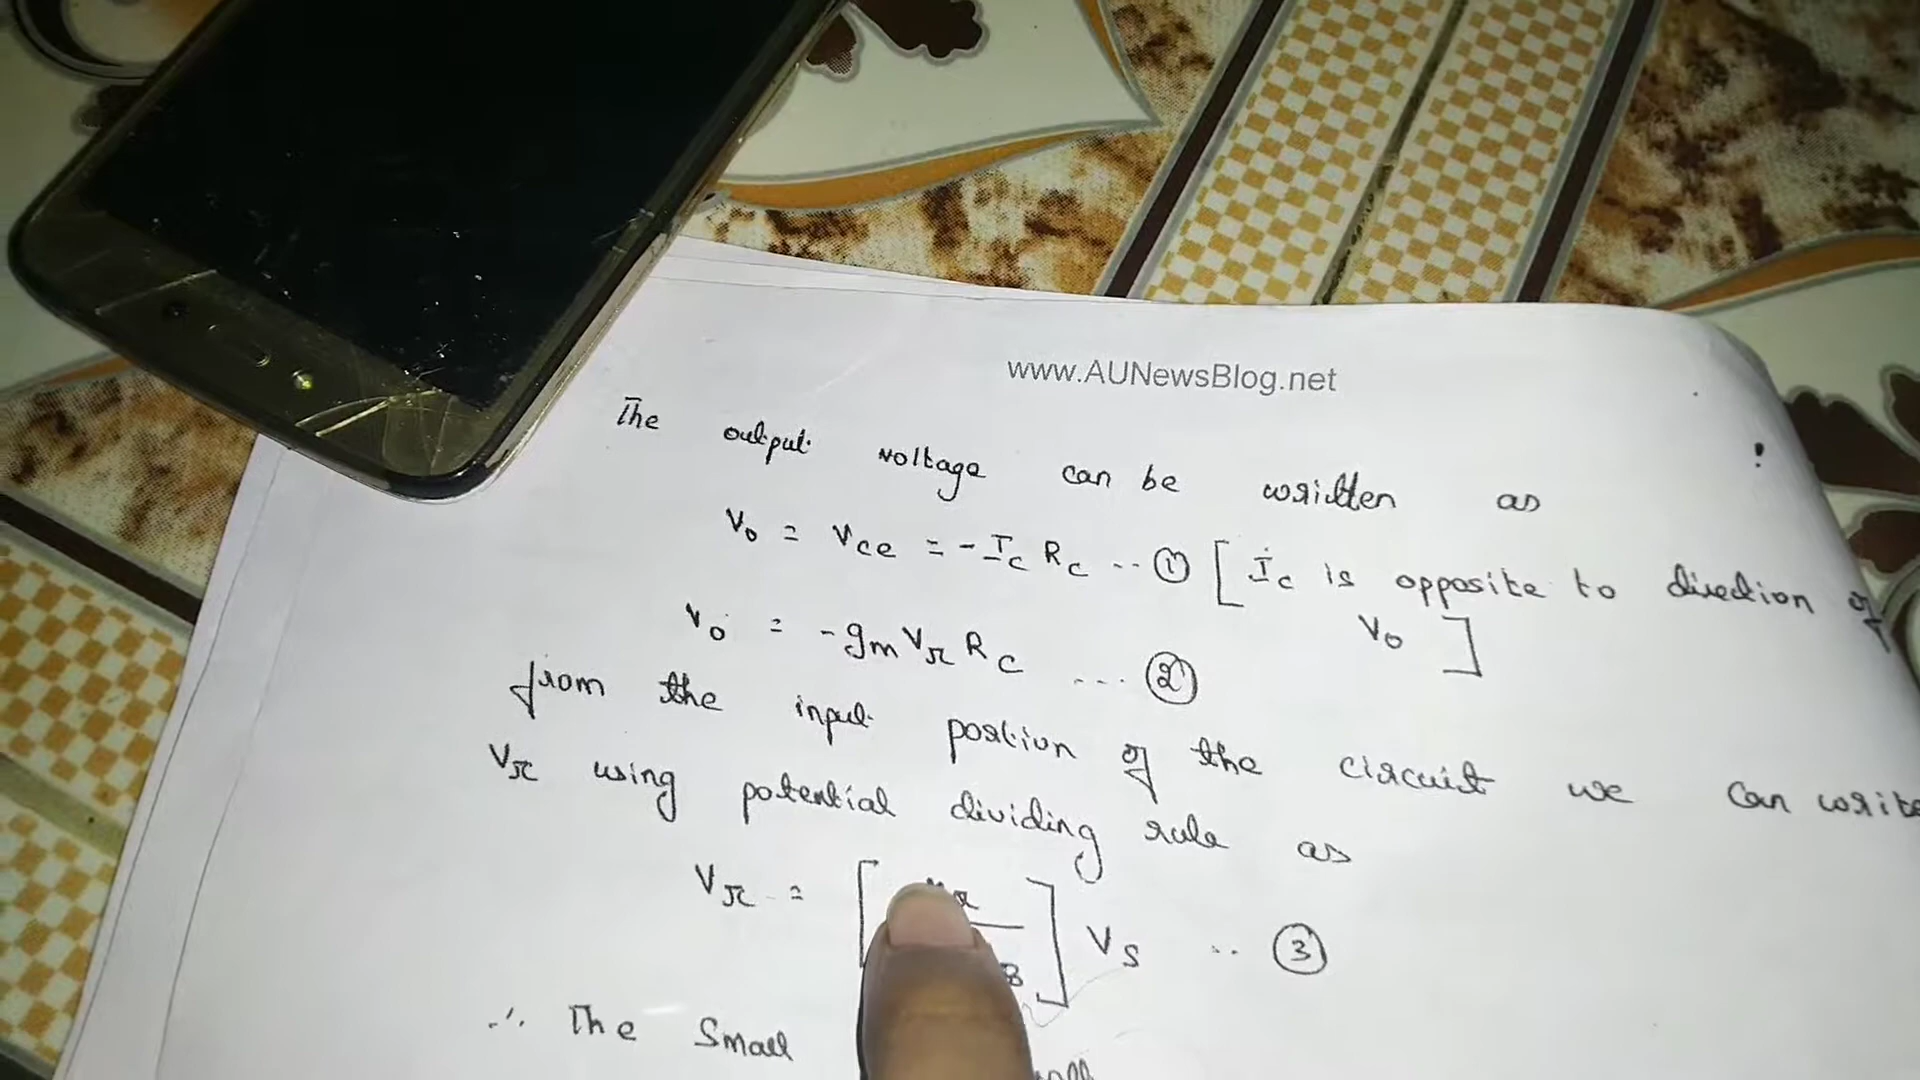 www.AUNewsBlog.net
The output voltage can be written as
V₀ = Vce = -Ic Rc -- ① [ Ic is opposite to direction of
V₀ ]
V₀ = -gm Vπ Rc ... ②
from the input portion of the circuit we can write
Vπ using potential dividing rule as
Vπ = [ ] Vs .. ③
∴ The Small